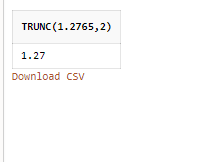 TRUNC(1.2765,2)
1.27
Download CSV